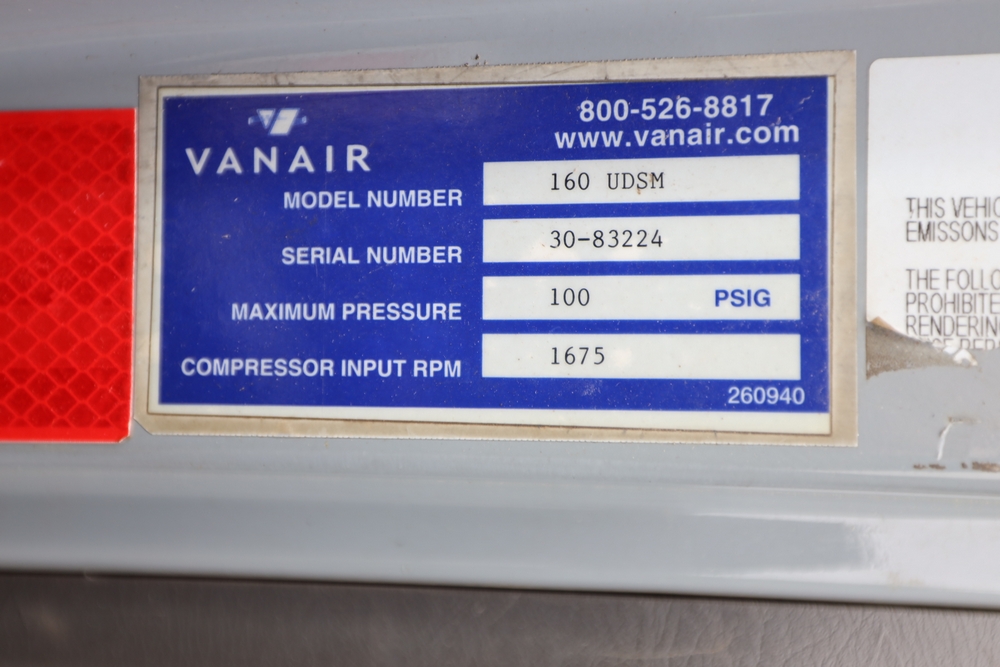 800-526-8817
www.vanair.com
VANAIR
MODEL NUMBER 160 UDSM
SERIAL NUMBER 30-83224
MAXIMUM PRESSURE 100 PSIG
COMPRESSOR INPUT RPM 1675
260940
THIS VEHIC
EMISSONS
THE FOLLO
PROHIBITE
RENDERIN